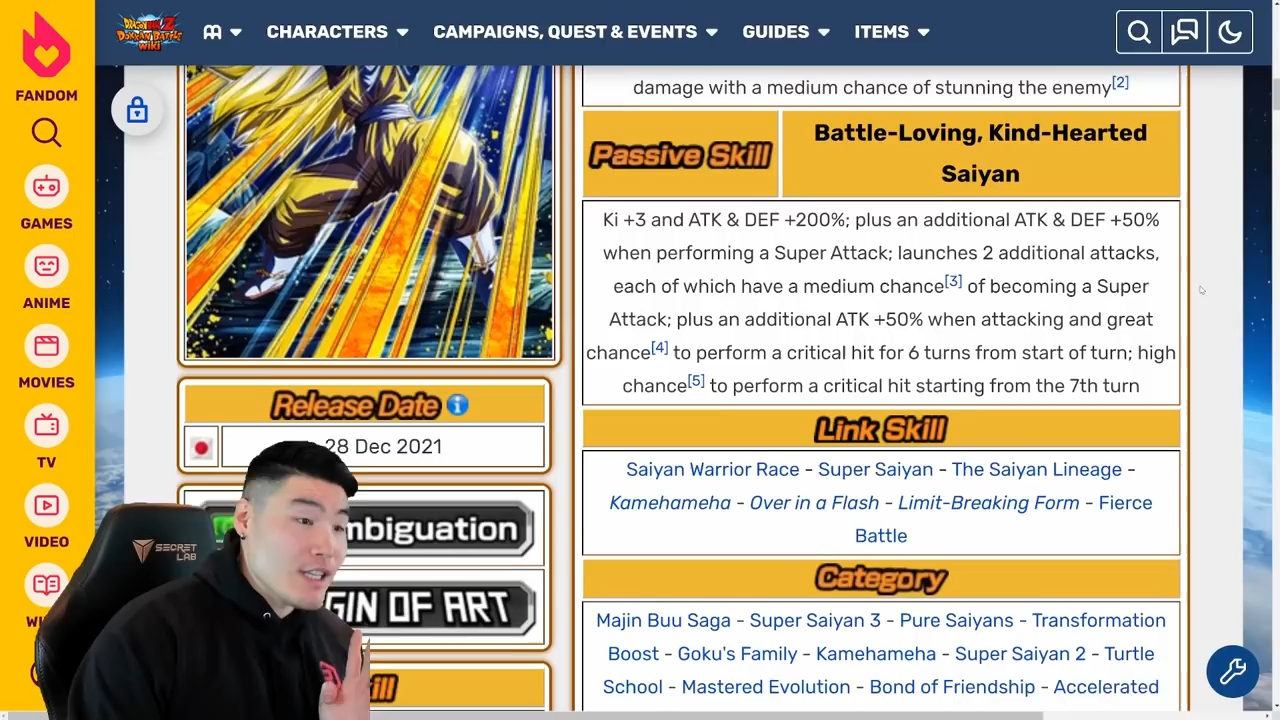 FANDOM
GAMES
ANIME
MOVIES
TV
VIDEO
DRAGON BALL Z
DOKKAN BATTLE
WIKI
CHARACTERS
CAMPAIGNS, QUEST & EVENTS
GUIDES
ITEMS
damage with a medium chance of stunning the enemy[2]
Passive Skill
Battle-Loving, Kind-Hearted
Saiyan
Ki +3 and ATK & DEF +200%; plus an additional ATK & DEF +50%
when performing a Super Attack; launches 2 additional attacks,
each of which have a medium chance[3] of becoming a Super
Attack; plus an additional ATK +50% when attacking and great
chance[4] to perform a critical hit for 6 turns from start of turn; high
chance[5] to perform a critical hit starting from the 7th turn
Link Skill
Saiyan Warrior Race - Super Saiyan - The Saiyan Lineage -
Kamehameha - Over in a Flash - Limit-Breaking Form - Fierce
Battle
Category
Majin Buu Saga - Super Saiyan 3 - Pure Saiyans - Transformation
Boost - Goku's Family - Kamehameha - Super Saiyan 2 - Turtle
School - Mastered Evolution - Bond of Friendship - Accelerated
Release Date
28 Dec 2021
mbiguation
GIN OF ART
SECRET
LAB